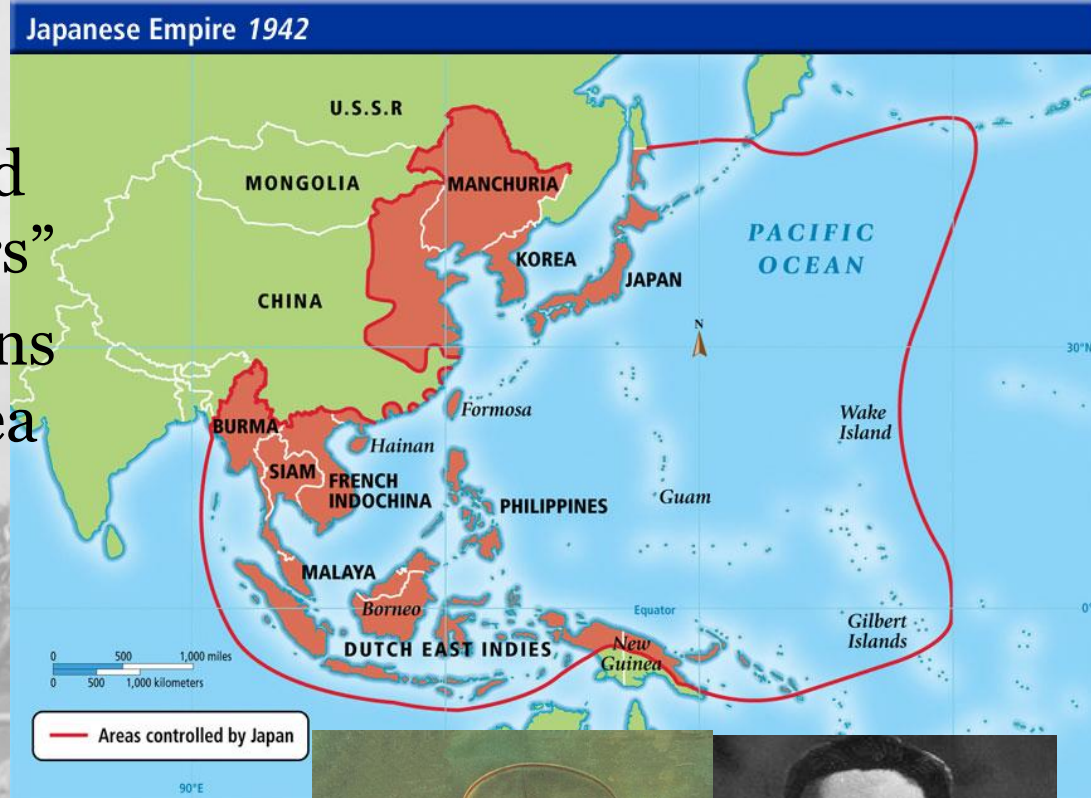 Japanese Empire 1942
U.S.S.R
MONGOLIA
MANCHURIA
PACIFIC
OCEAN
KOREA
JAPAN
CHINA
N
30°N
Formosa
Wake
Island
BURMA
Hainan
SIAM
FRENCH
INDOCHINA
Guam
PHILIPPINES
MALAYA
Borneo
Equator
0°
Gilbert
Islands
DUTCH EAST INDIES
New
Guinea
0 500 1,000 miles
0 500 1,000 kilometers
Areas controlled by Japan
90°E